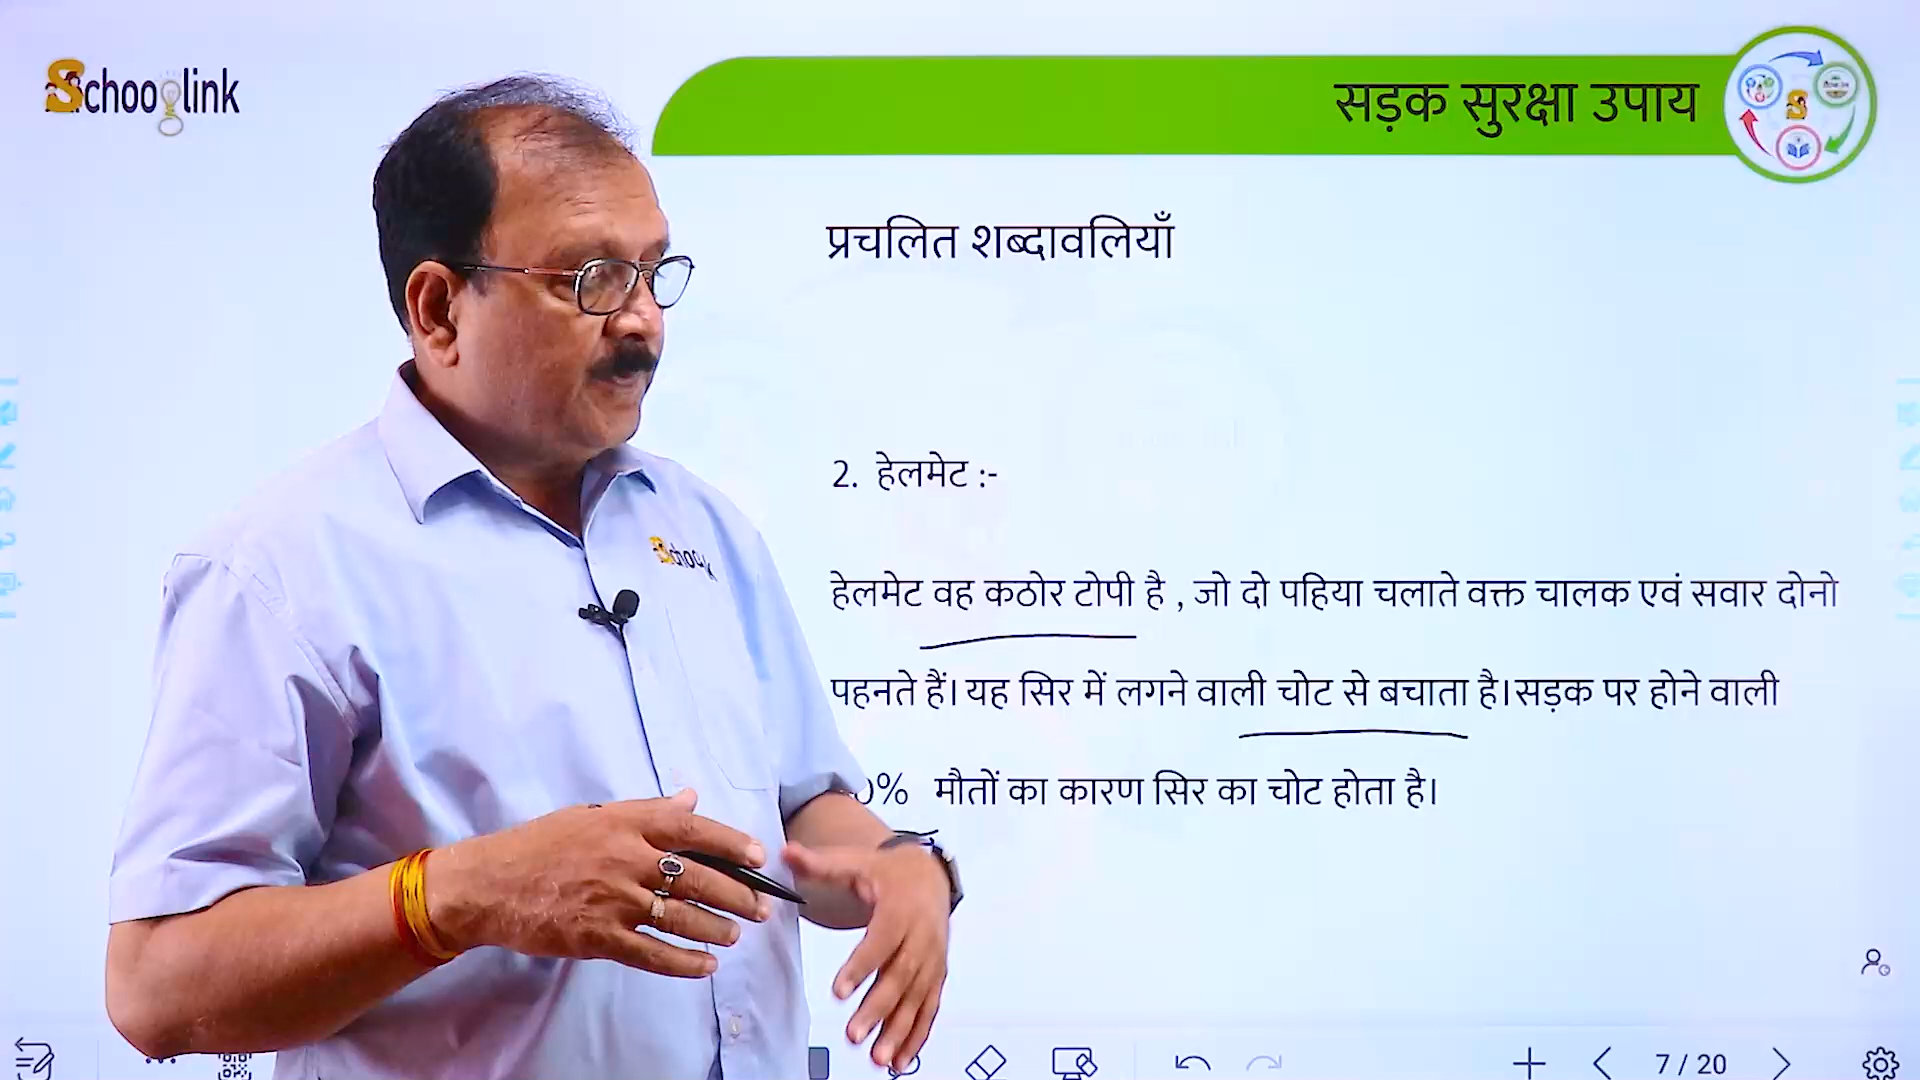 Schooglink
सड़क सुरक्षा उपाय
प्रचलित शब्दावलियाँ
2. हेलमेट :-
हेलमेट वह कठोर टोपी है , जो दो पहिया चलाते वक्त चालक एवं सवार दोनो
पहनते हैं। यह सिर में लगने वाली चोट से बचाता है।सड़क पर होने वाली
मौतों का कारण सिर का चोट होता है।
7 / 20